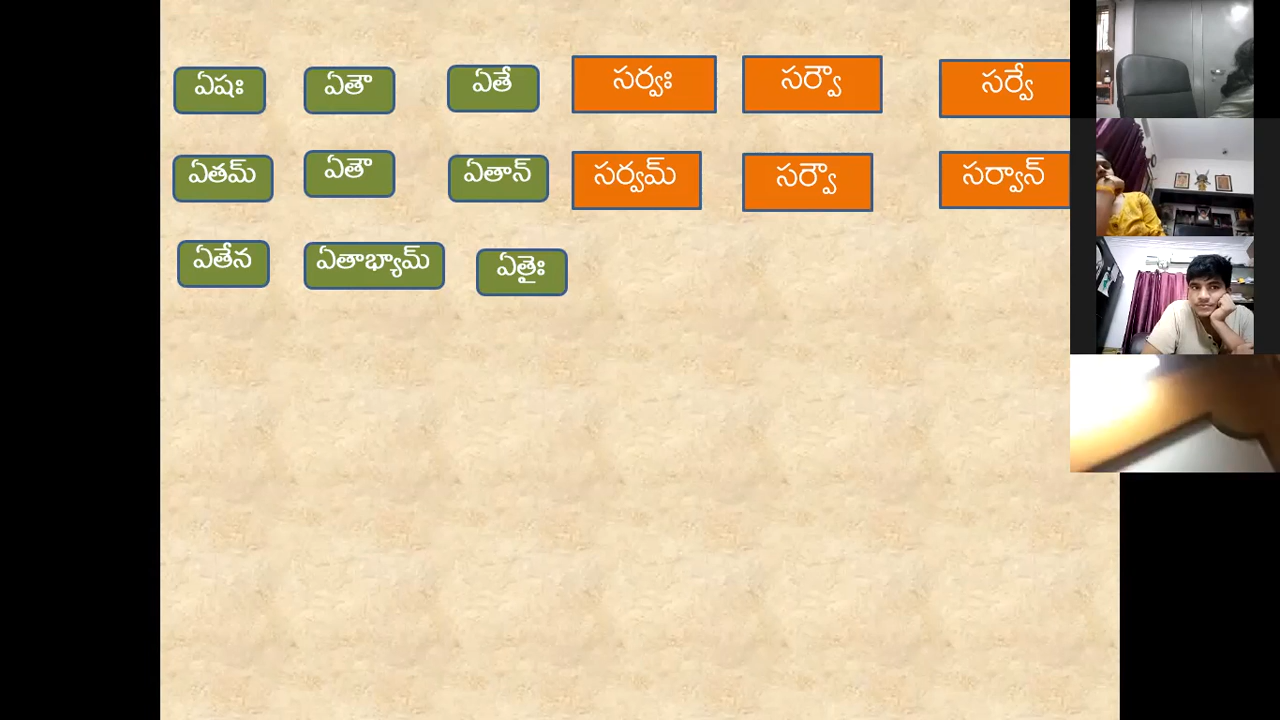 ఏషః ఏతౌ ఏతే సర్వః సర్వౌ సర్వే
ఏతమ్ ఏతౌ ఏతాన్ సర్వమ్ సర్వౌ సర్వాన్
ఏతేన ఏతాభ్యామ్ ఏతైః